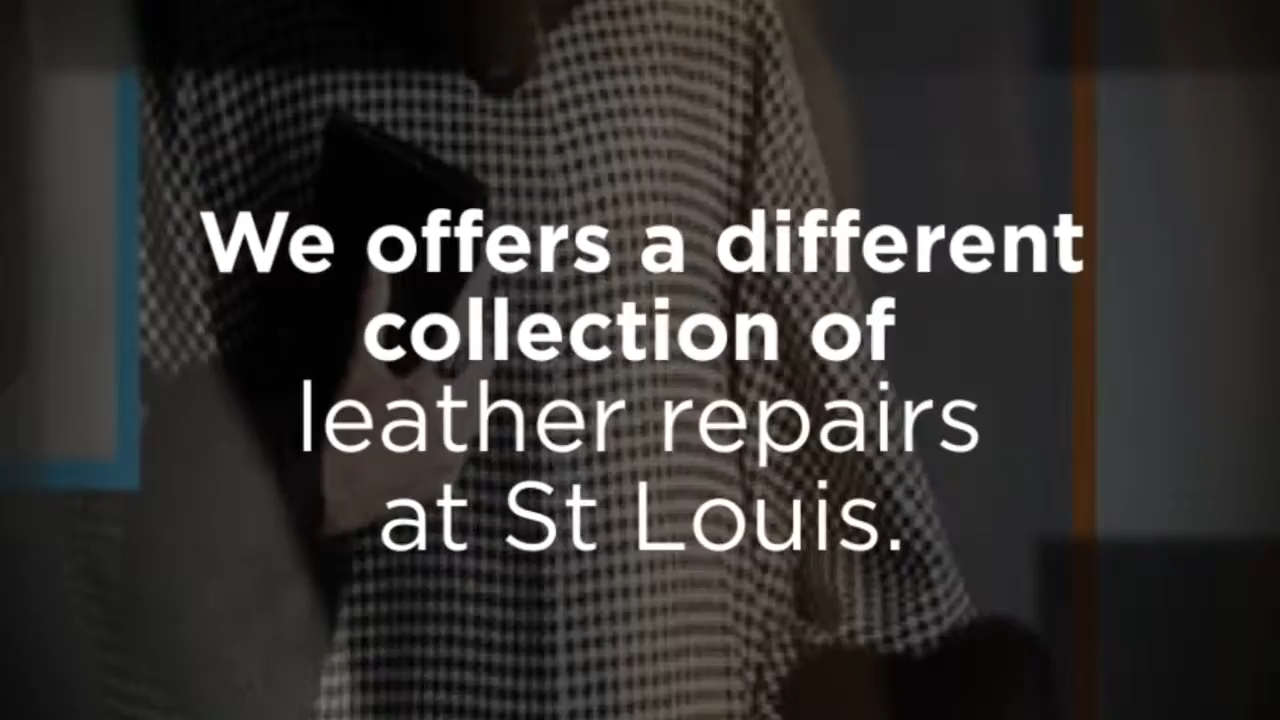 We offers a different
collection of
leather repairs
at St Louis.